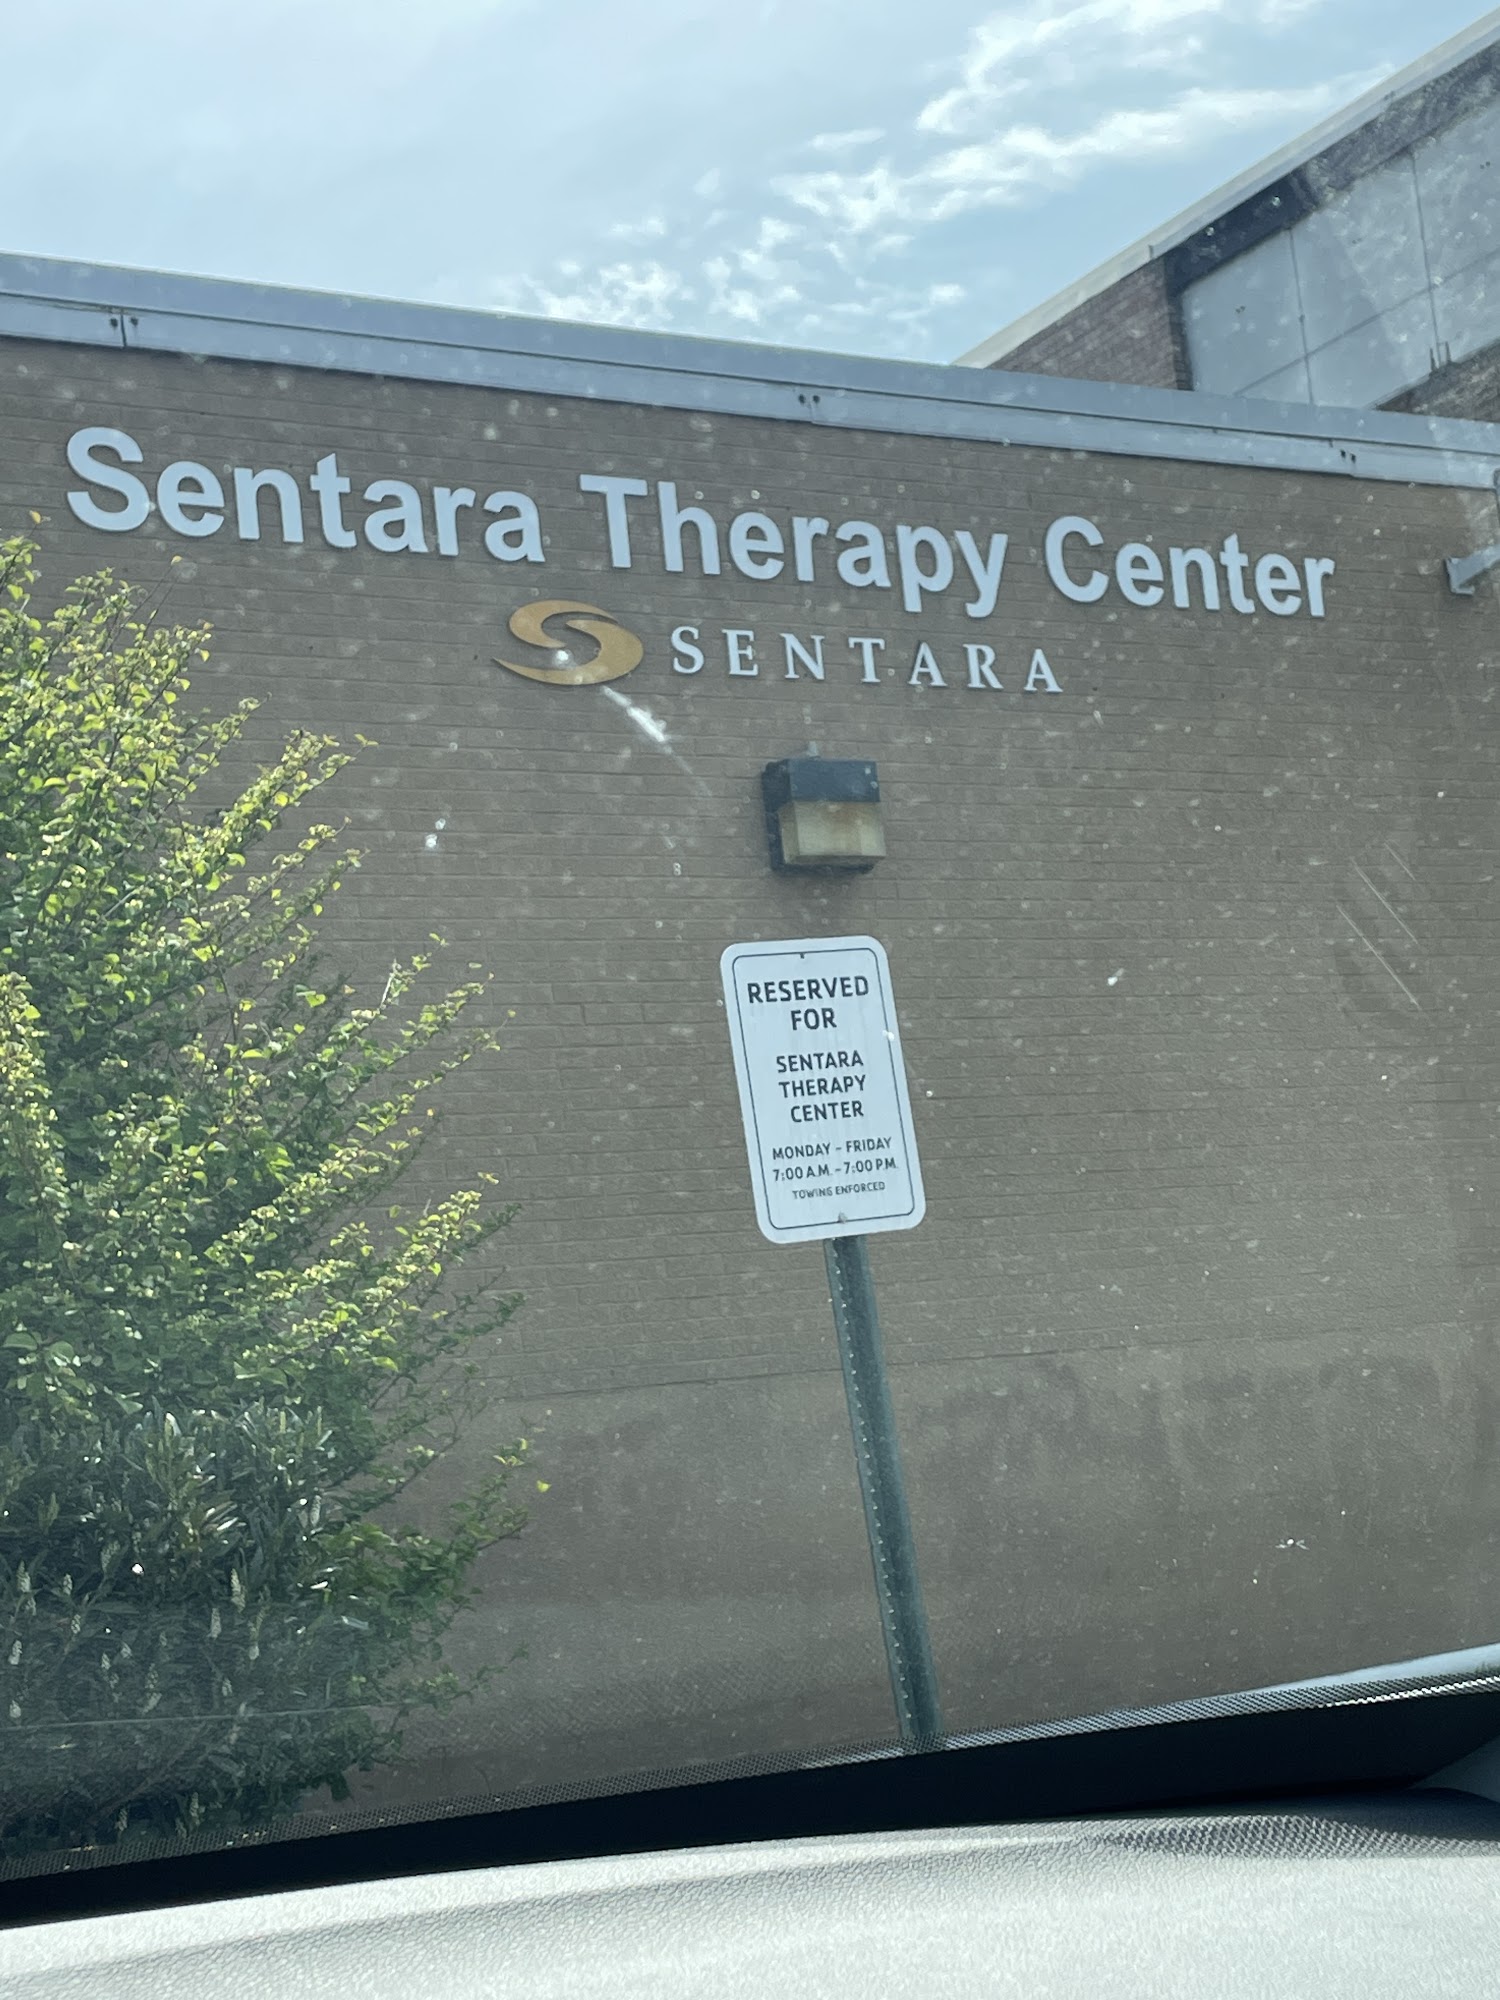 Sentara Therapy Center
SENTARA
RESERVED
FOR
SENTARA
THERAPY
CENTER
MONDAY - FRIDAY
7:00 A.M. - 7:00 P.M.
TOWING ENFORCED